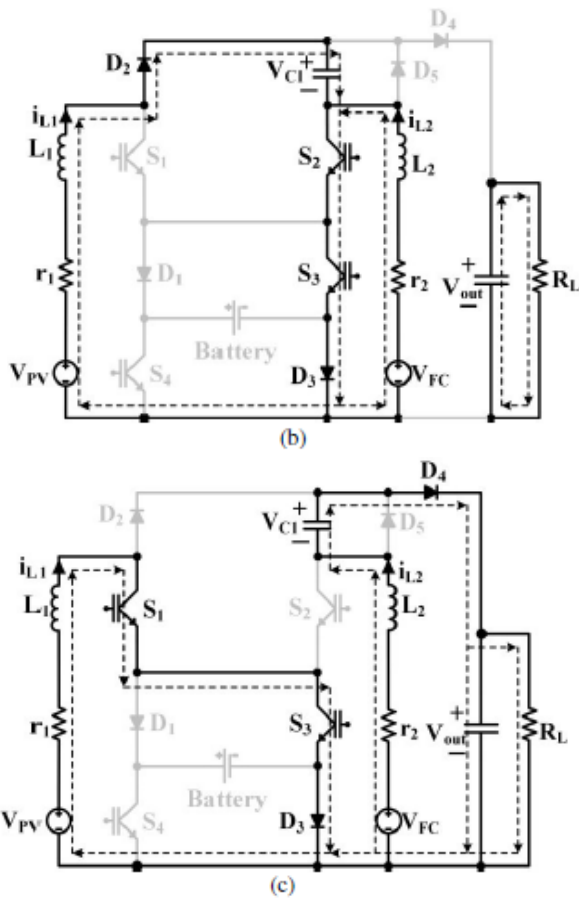 D4
D2
VC1
+
−
D5
iL1
iL2
L1
S1
S2
L2
r1
D1
S3
r2
+
Vout
−
RL
Battery
VPV
S4
D3
VFC
(b)
D4
D2
VC1
+
−
D5
iL1
iL2
L1
S1
S2
L2
r1
D1
S3
r2
+
Vout
−
RL
Battery
VPV
S4
D3
VFC
(c)